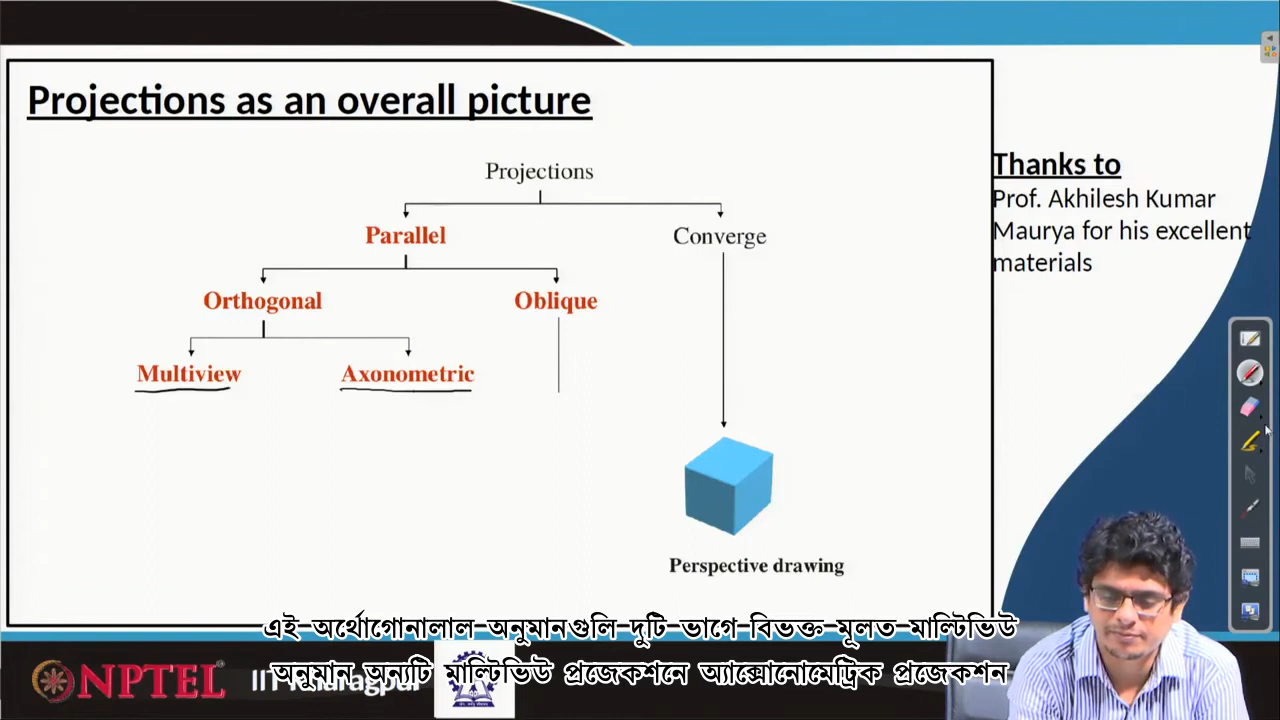 Projections as an overall picture
Projections
Parallel
Converge
Orthogonal
Oblique
Multiview
Axonometric
Perspective drawing
Thanks to
Prof. Akhilesh Kumar
Maurya for his excellent
materials
এই অর্থোগোনালাল অনুমানগুলি দুটি ভাগে বিভক্ত মূলত মাল্টিভিউ
অনুমান অন্যটি মাল্টিভিউ প্রজেকশনে অ্যাক্সোনোমেট্রিক প্রজেকশন
NPTEL
IIT Kharagpur